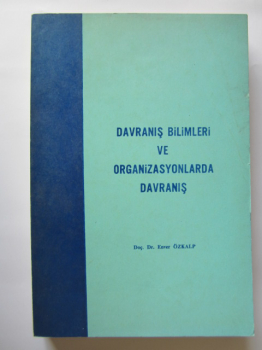 DAVRANIŞ BİLİMLERİ
VE
ORGANİZASYONLARDA
DAVRANIŞ
Doç. Dr. Enver ÖZKALP